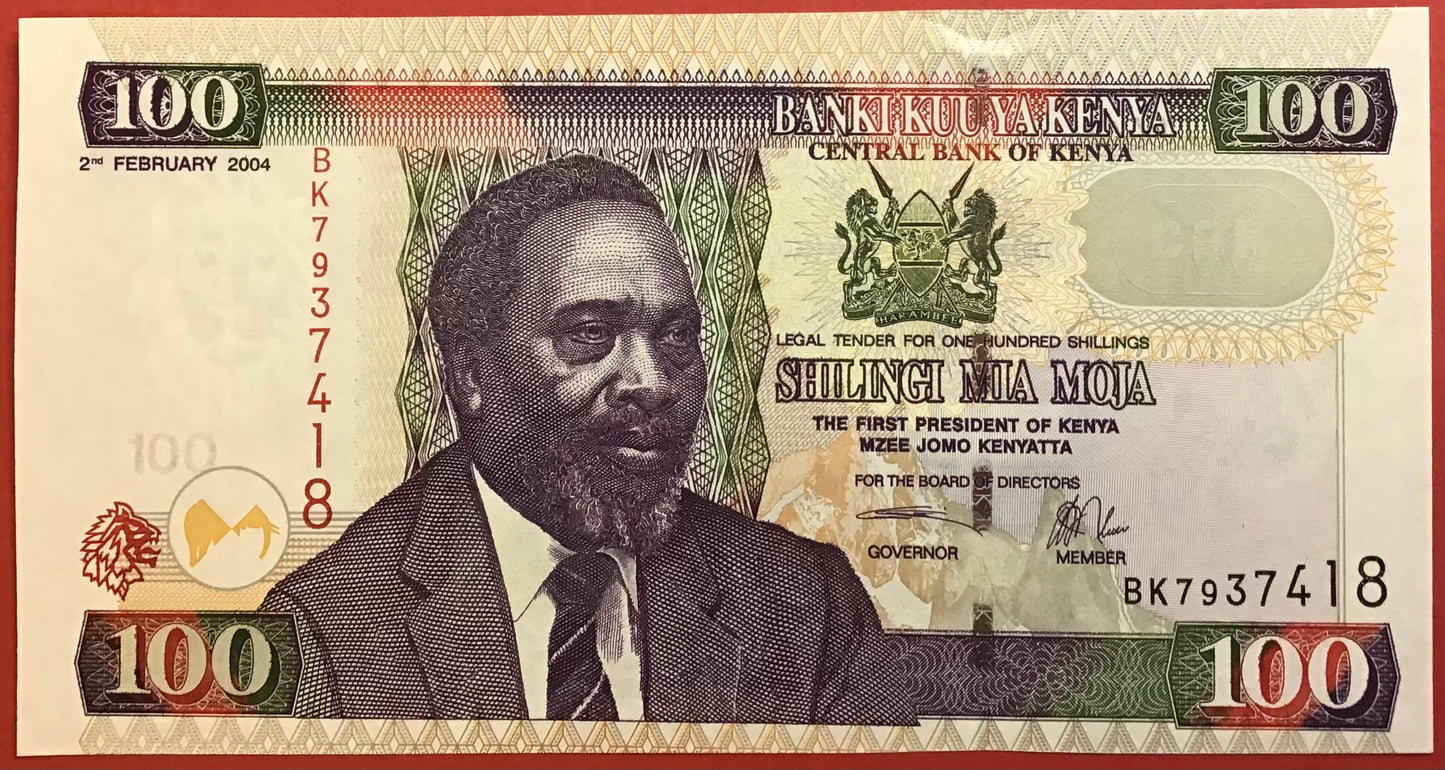 100
BANKI KUU YA KENYA
100
2nd FEBRUARY 2004
CENTRAL BANK OF KENYA
BK7937418
HARAMBEE
LEGAL TENDER FOR ONE HUNDRED SHILLINGS
SHILINGI MIA MOJA
THE FIRST PRESIDENT OF KENYA
MZEE JOMO KENYATTA
100
FOR THE BOARD OF DIRECTORS
GOVERNOR
MEMBER
BK7937418
100
100